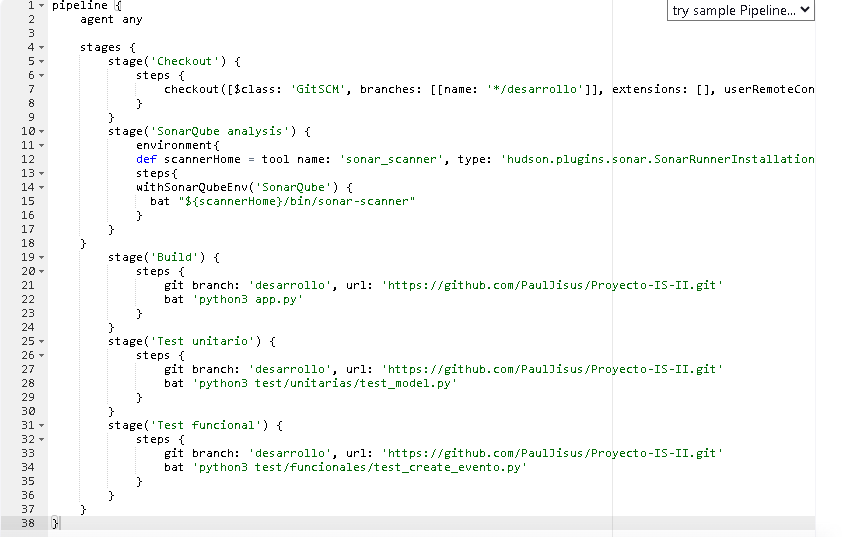 try sample Pipeline...
1 pipeline {
2 agent any
3
4 stages {
5 stage('Checkout') {
6 steps {
7 checkout([$class: 'GitSCM', branches: [[name: '*/desarrollo']], extensions: [], userRemoteCon
8 }
9 }
10 stage('SonarQube analysis') {
11 environment{
12 def scannerHome = tool name: 'sonar_scanner', type: 'hudson.plugins.sonar.SonarRunnerInstallation
13 steps{
14 withSonarQubeEnv('SonarQube') {
15 bat "${scannerHome}/bin/sonar-scanner"
16 }
17 }
18 }
19 stage('Build') {
20 steps {
21 git branch: 'desarrollo', url: 'https://github.com/PaulJisus/Proyecto-IS-II.git'
22 bat 'python3 app.py'
23 }
24 }
25 stage('Test unitario') {
26 steps {
27 git branch: 'desarrollo', url: 'https://github.com/PaulJisus/Proyecto-IS-II.git'
28 bat 'python3 test/unitarias/test_model.py'
29 }
30 }
31 stage('Test funcional') {
32 steps {
33 git branch: 'desarrollo', url: 'https://github.com/PaulJisus/Proyecto-IS-II.git'
34 bat 'python3 test/funcionales/test_create_evento.py'
35 }
36 }
37 }
38 }